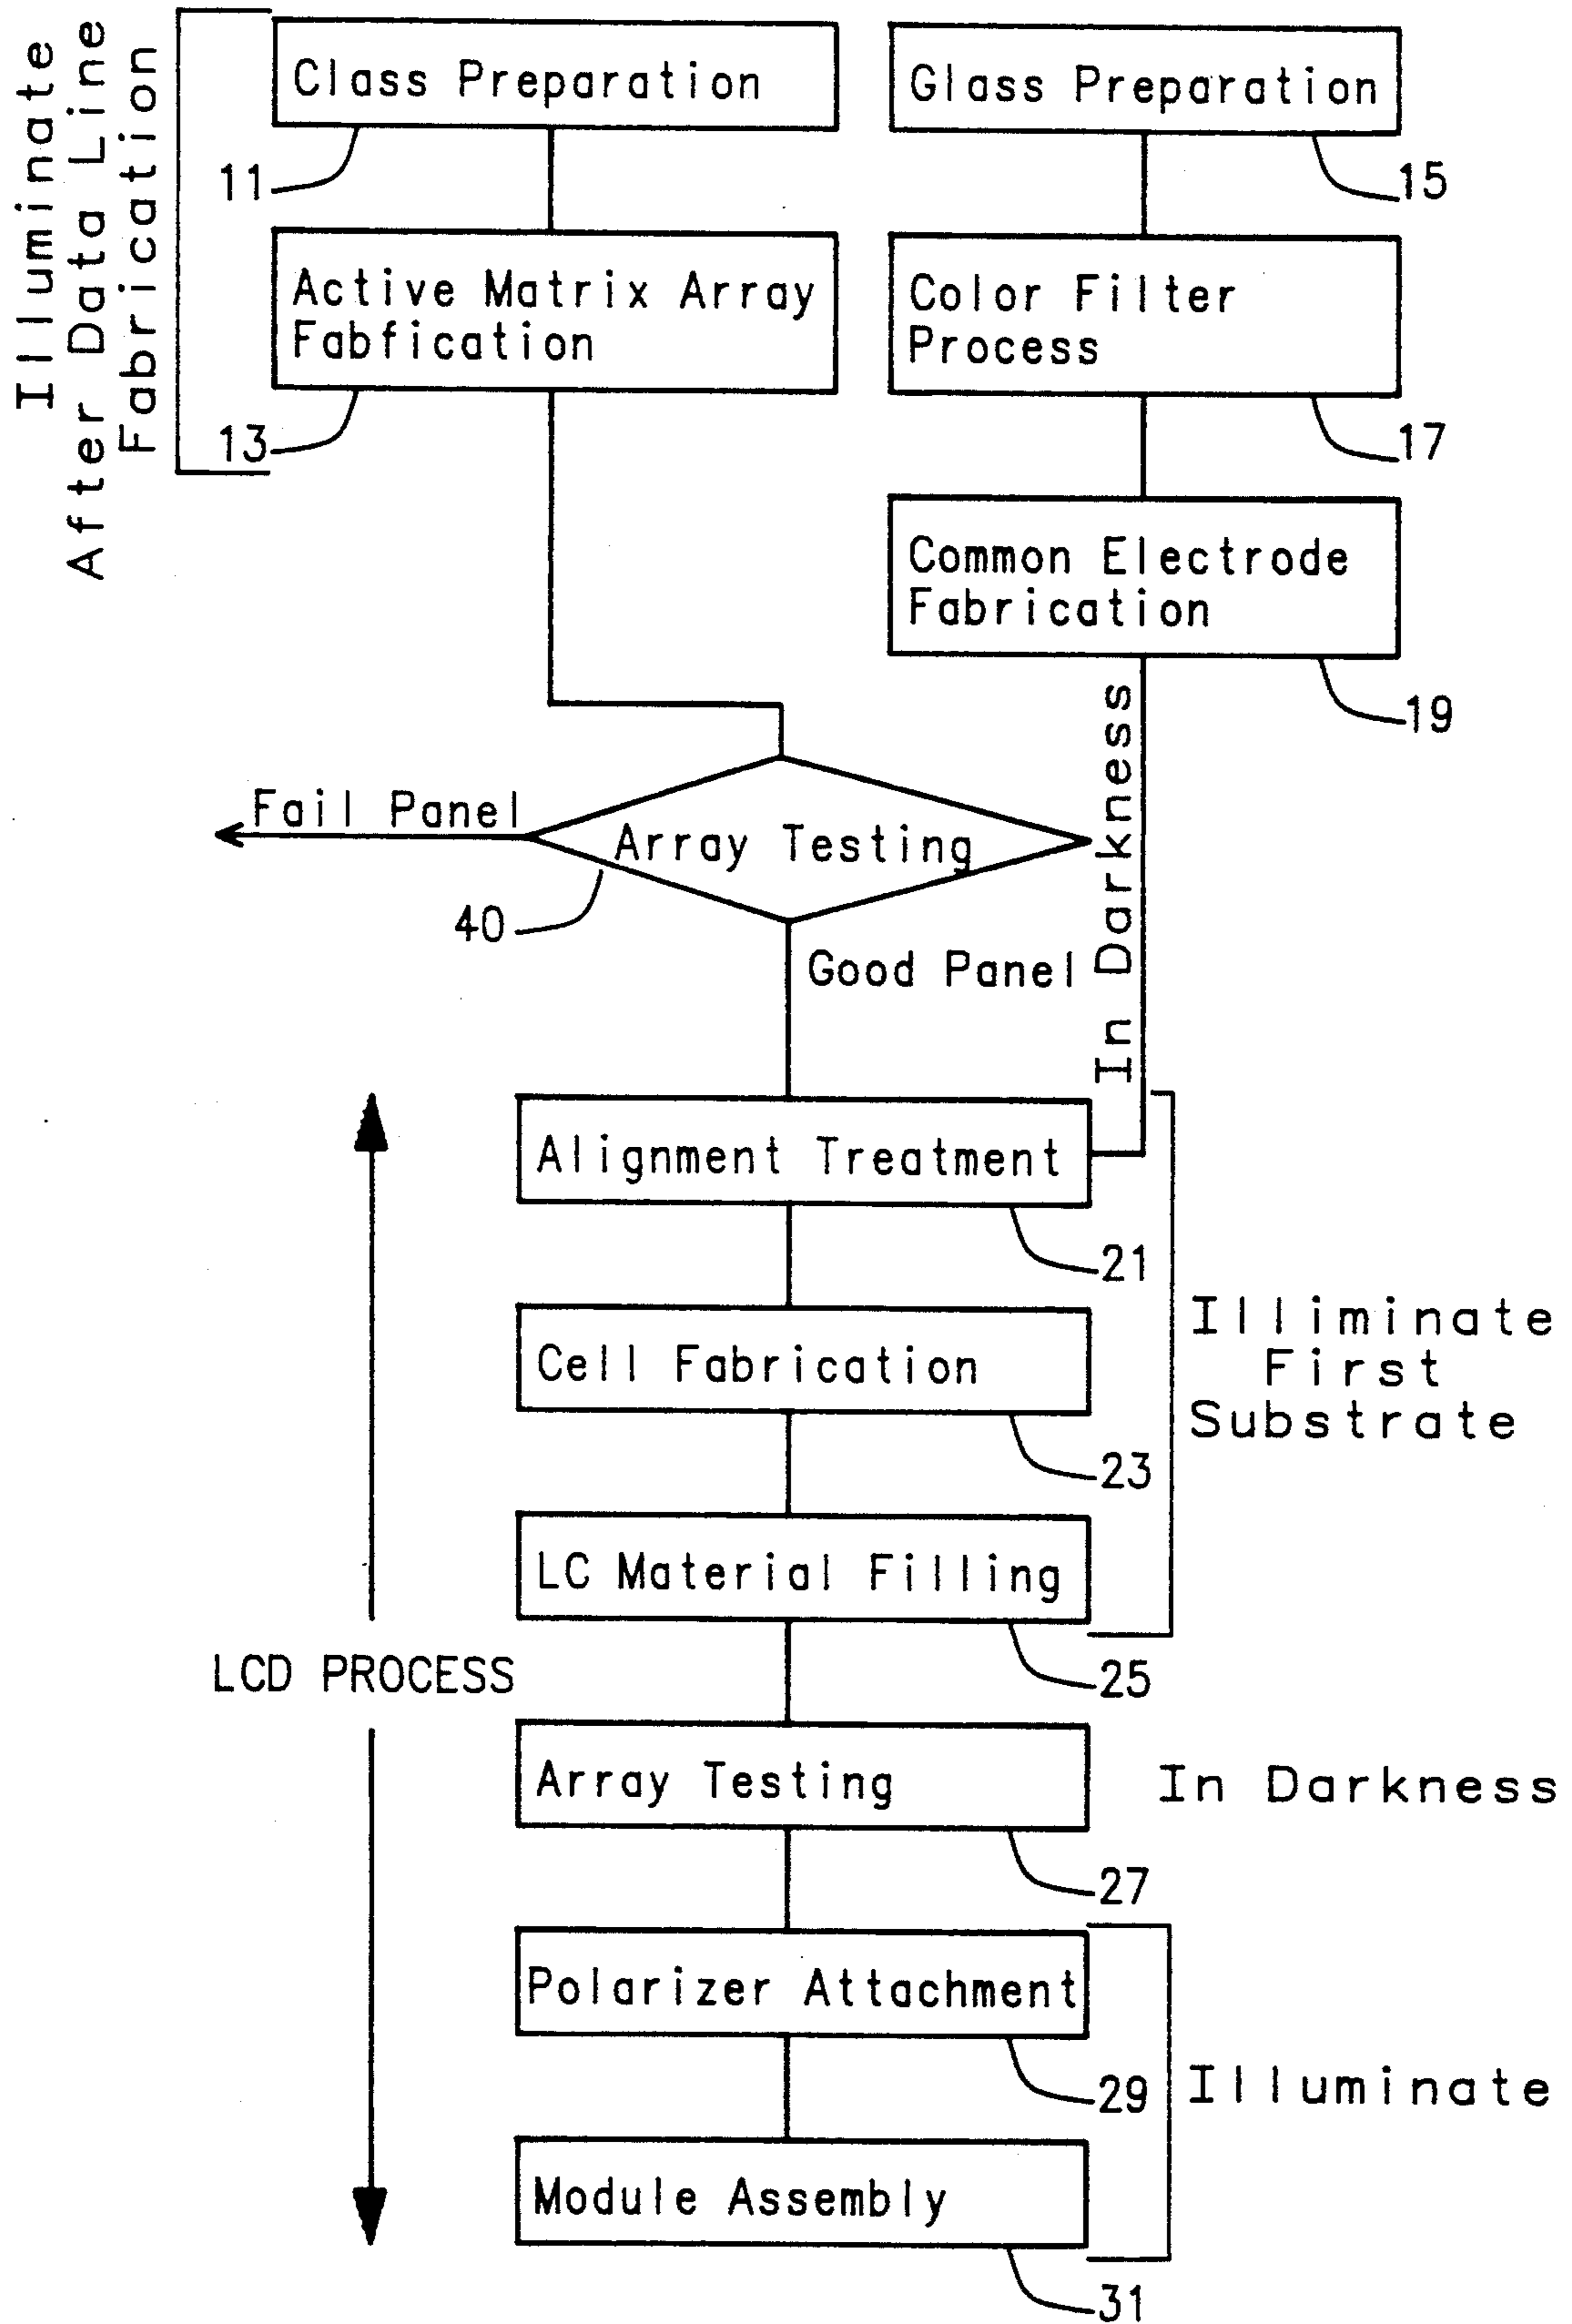 Illuminate
After Data Line
Fabrication
Class Preparation
11
Active Matrix Array
Fabfication
13
Glass Preparation
15
Color Filter
Process
17
Common Electrode
Fabrication
19
In Darkness
Fail Panel
Array Testing
40
Good Panel
Alignment Treatment
21
Cell Fabrication
23
Illiminate
First
Substrate
LC Material Filling
25
LCD PROCESS
Array Testing
In Darkness
27
Polarizer Attachment
29
Illuminate
Module Assembly
31